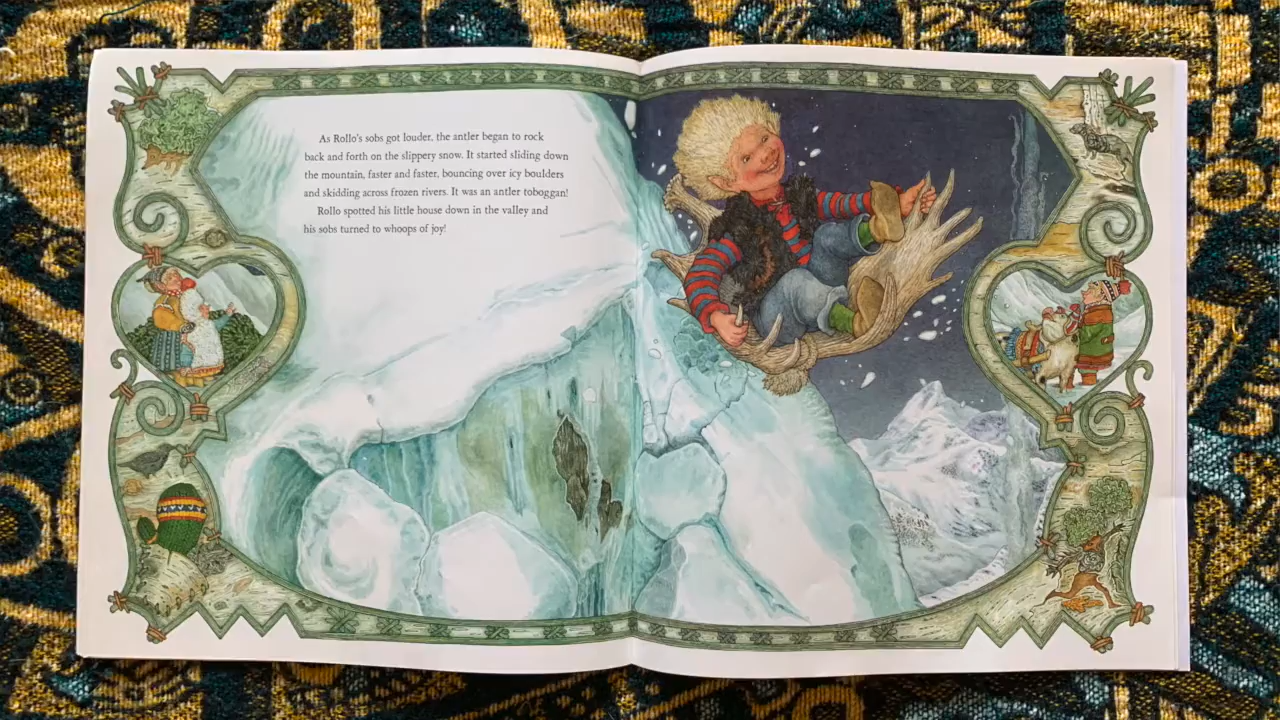 As Rollo's sobs got louder, the antler began to rock
back and forth on the slippery snow. It started sliding down
the mountain, faster and faster, bouncing over icy boulders
and skidding across frozen rivers. It was an antler toboggan!
Rollo spotted his little house down in the valley and
his sobs turned to whoops of joy!